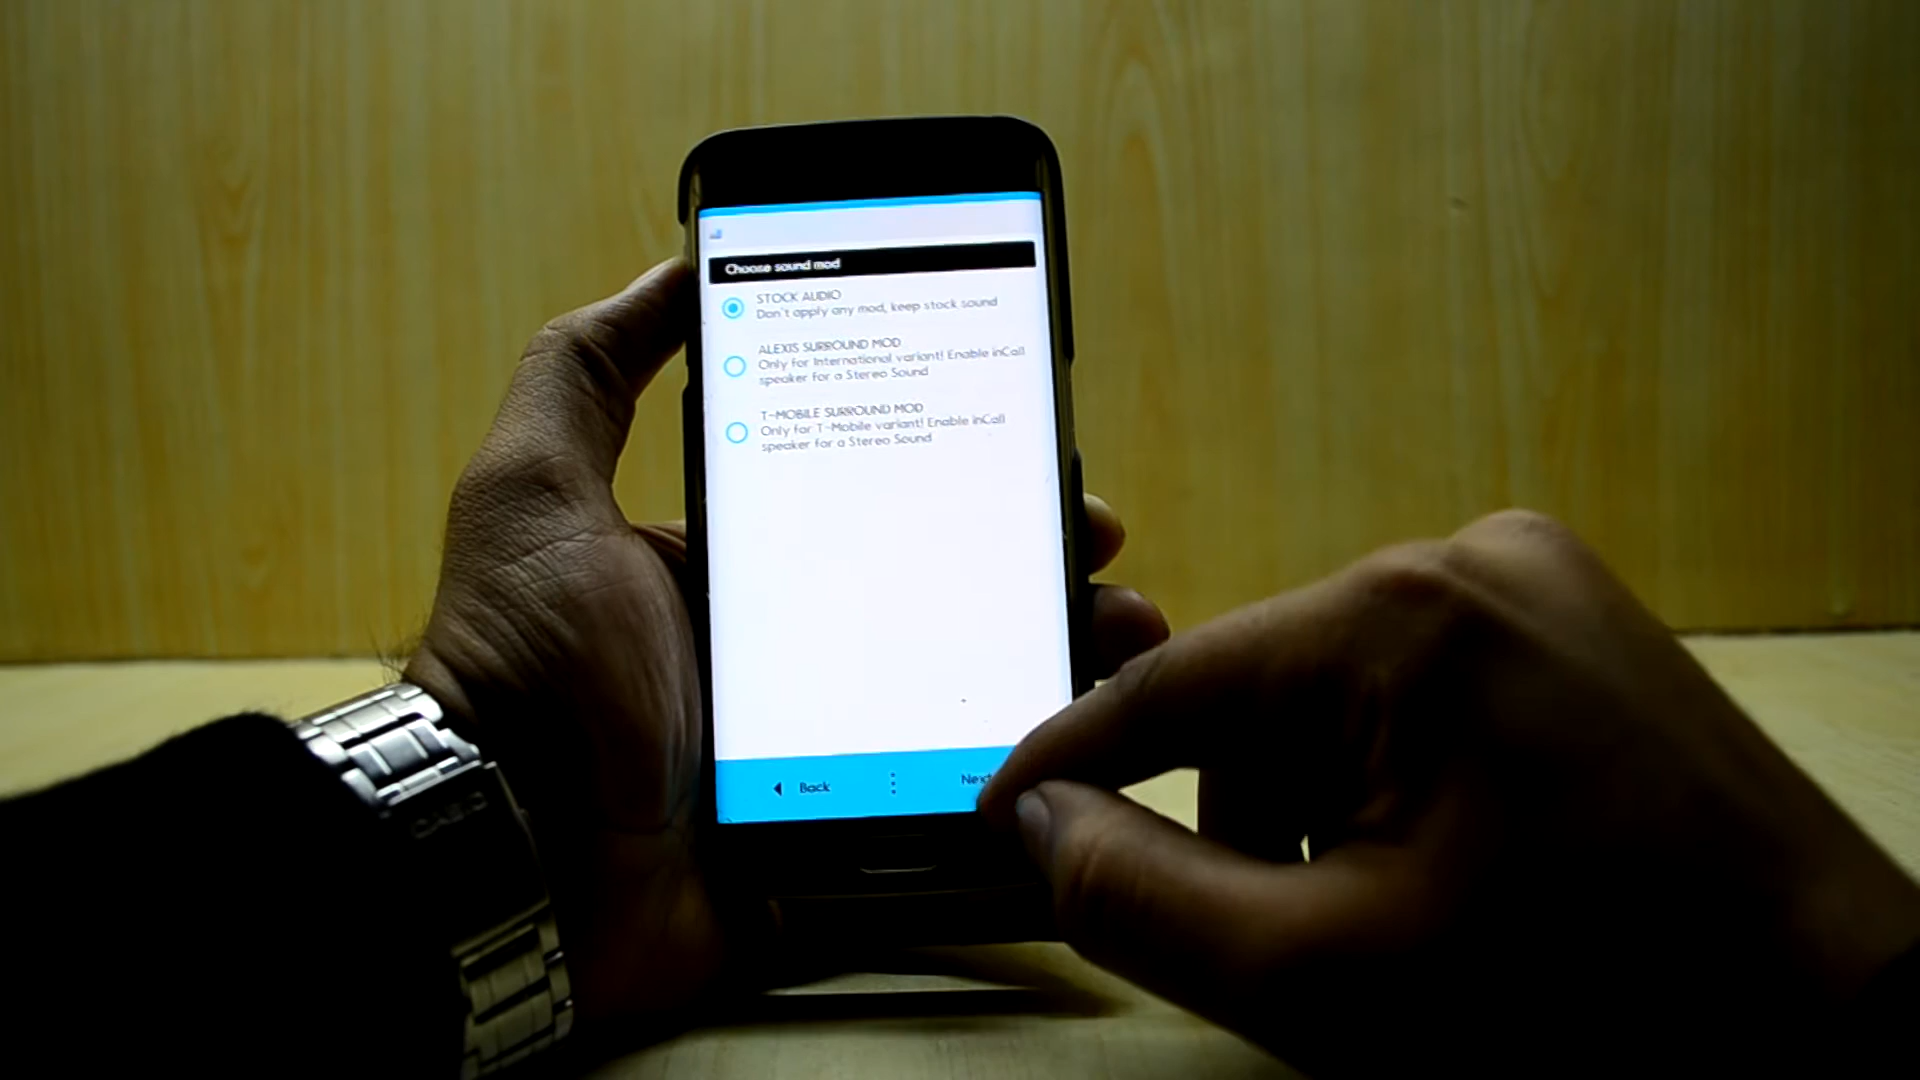 Choose sound mod
STOCK AUDIO
Don't apply any mod, keep stock sound
ALEXIS SURROUND MOD
Only for International variant! Enable inCall
speaker for a Stereo Sound
T-MOBILE SURROUND MOD
Only for T-Mobile variant! Enable inCall
speaker for a Stereo Sound
Back
Next
CASIO